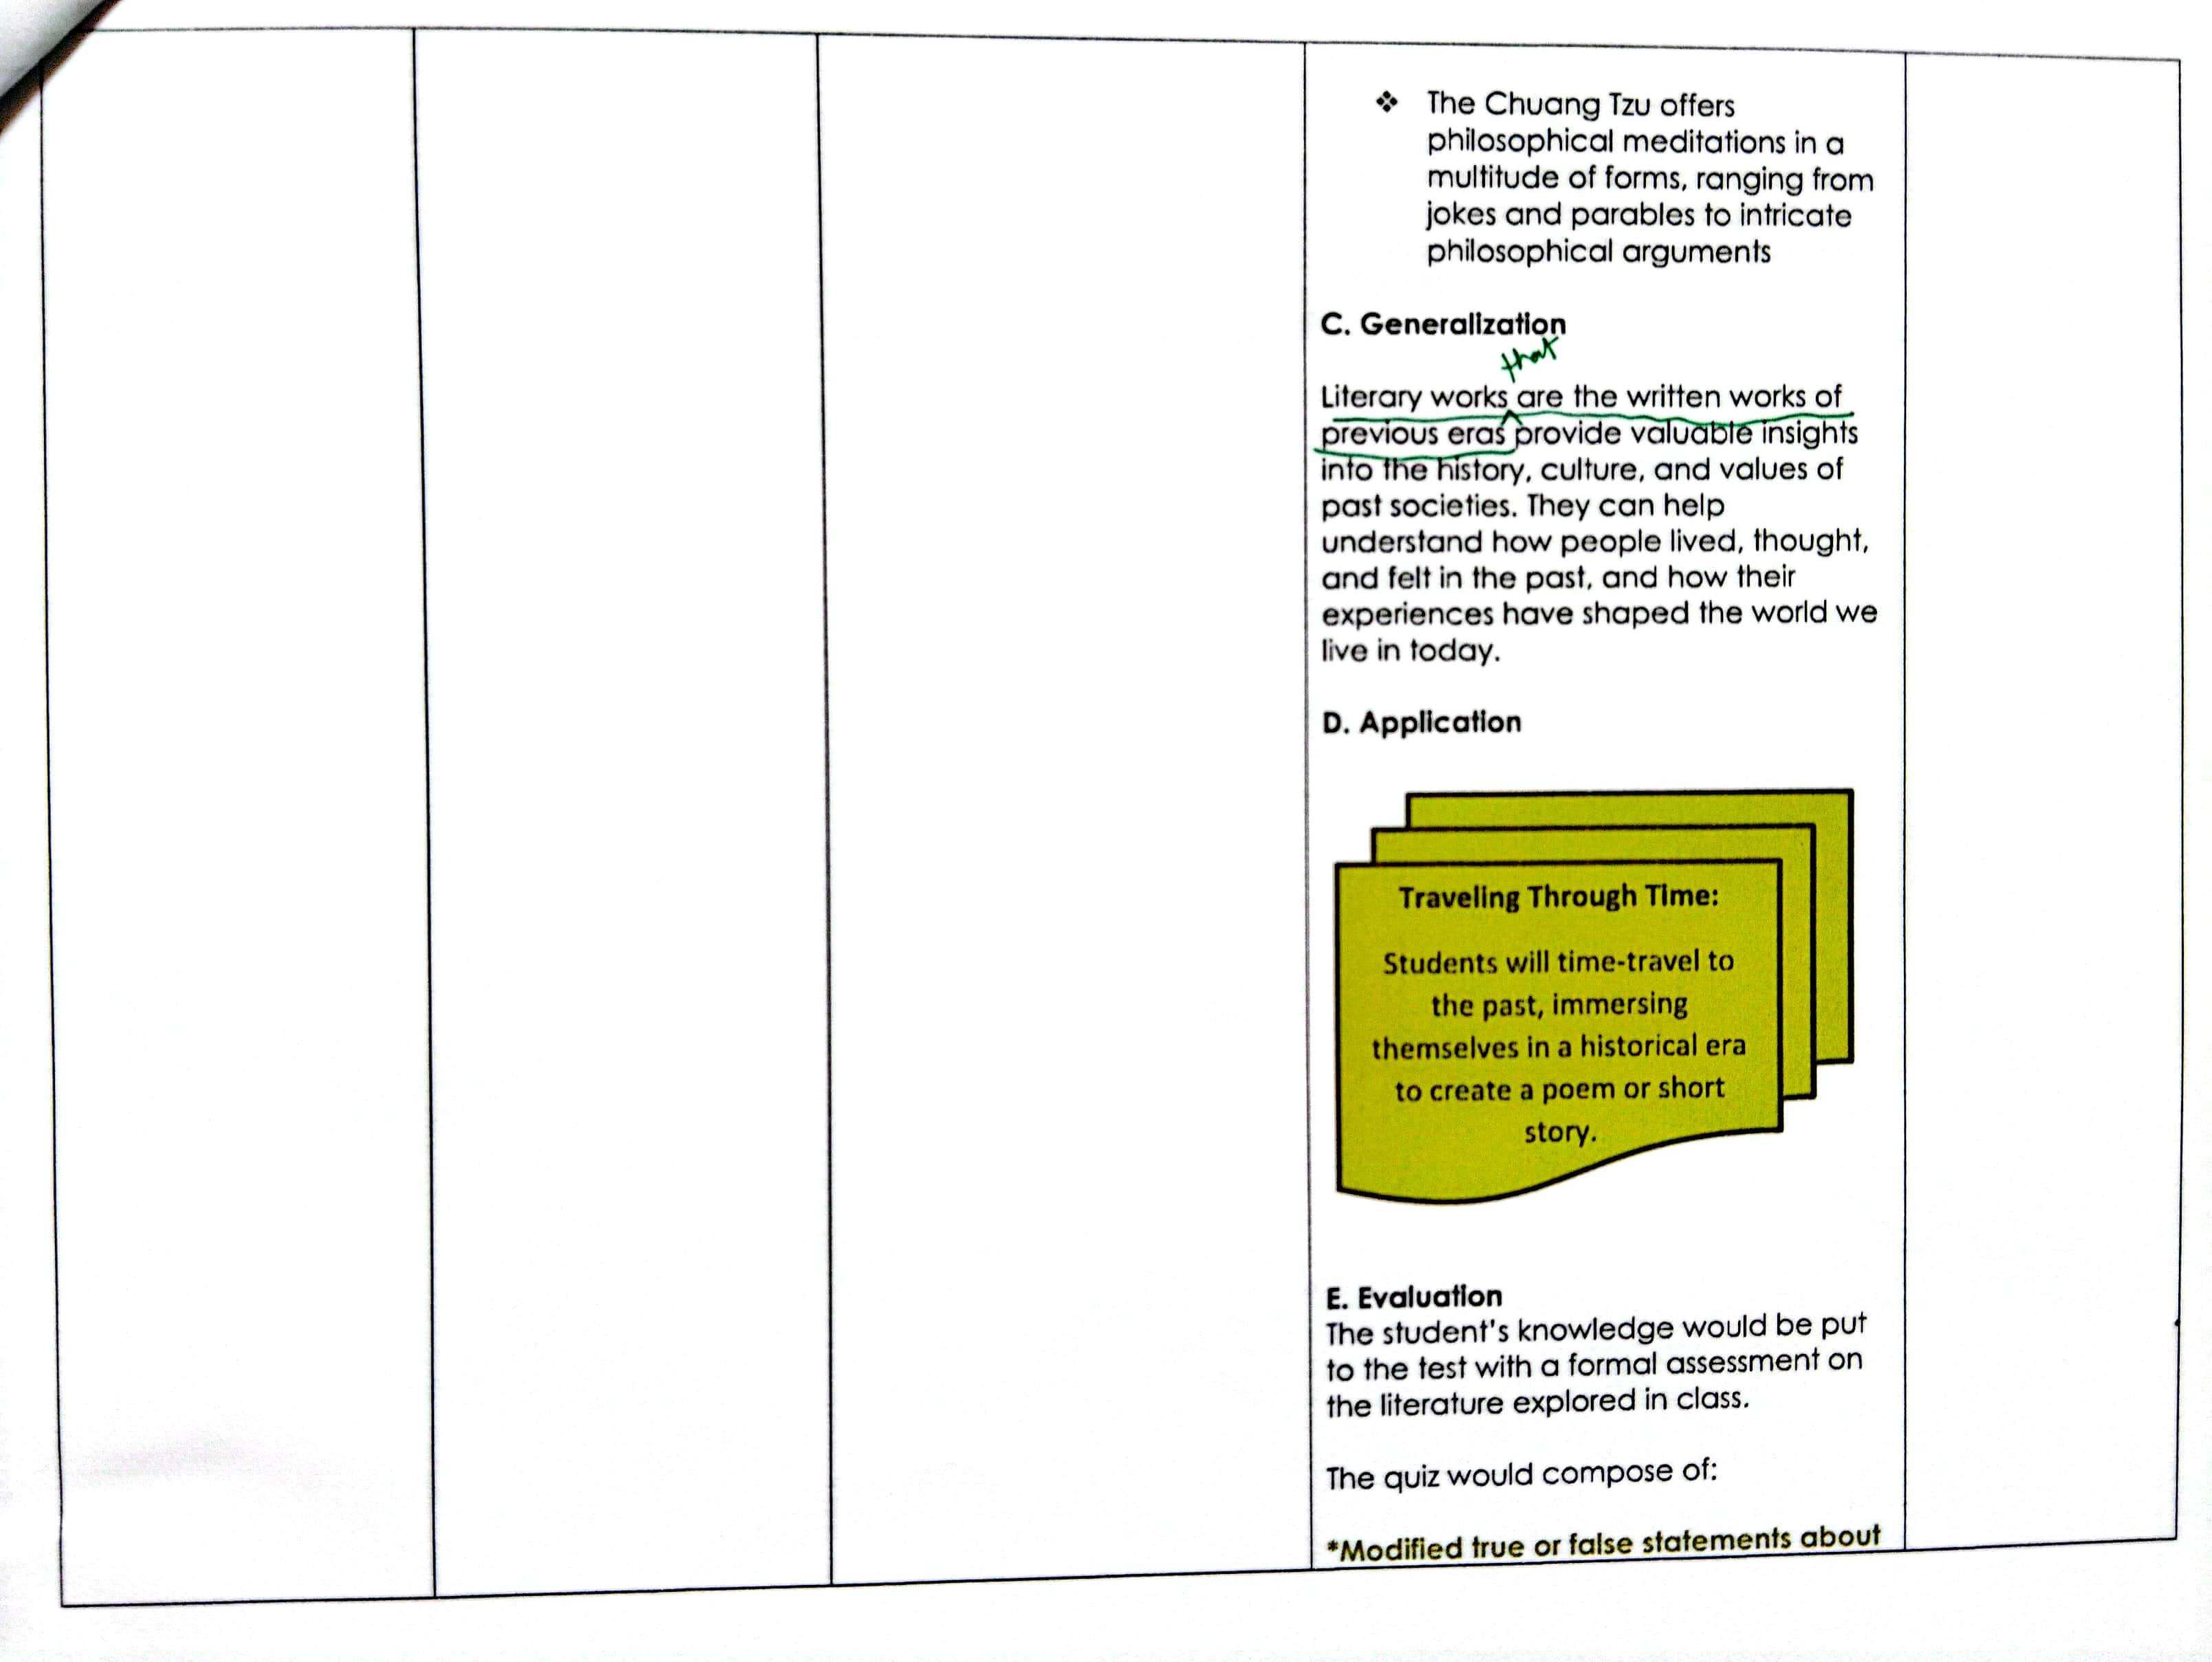 ❖ The Chuang Tzu offers
philosophical meditations in a
multitude of forms, ranging from
jokes and parables to intricate
philosophical arguments
C. Generalization
that
Literary works are the written works of
previous eras provide valuable insights
into the history, culture, and values of
past societies. They can help
understand how people lived, thought,
and felt in the past, and how their
experiences have shaped the world we
live in today.
D. Application
Traveling Through Time:
Students will time-travel to
the past, immersing
themselves in a historical era
to create a poem or short
story.
E. Evaluation
The student's knowledge would be put
to the test with a formal assessment on
the literature explored in class.
The quiz would compose of:
*Modified true or false statements about